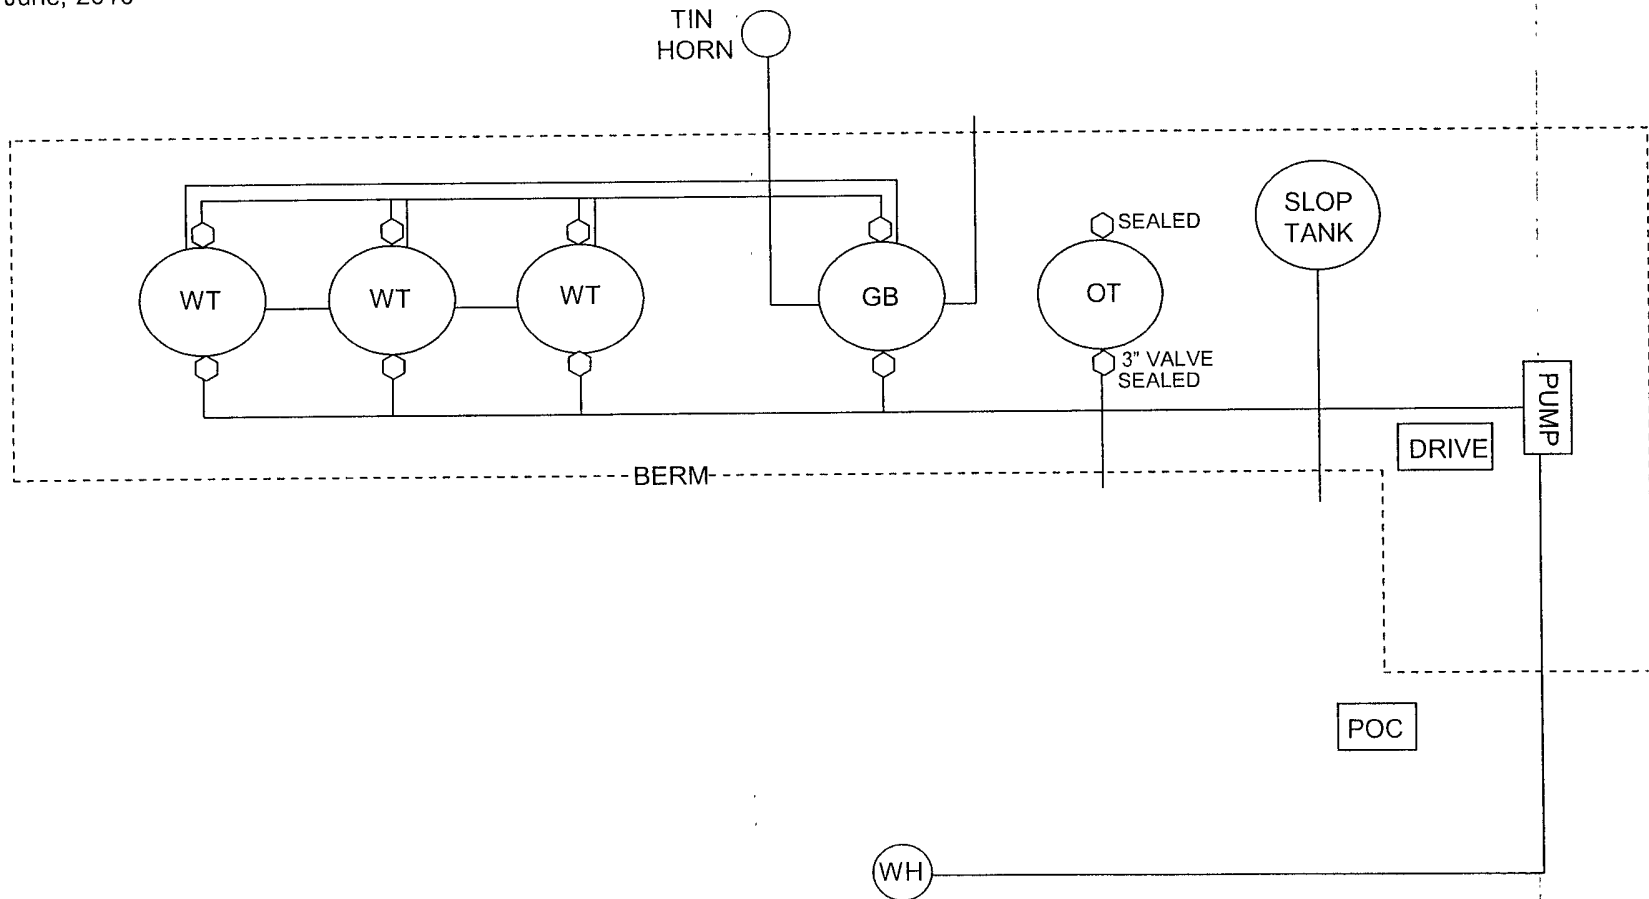 TIN
HORN
SLOP
TANK
SEALED
WT
WT
WT
GB
OT
3" VALVE
SEALED
PUMP
DRIVE
BERM
POC
WH